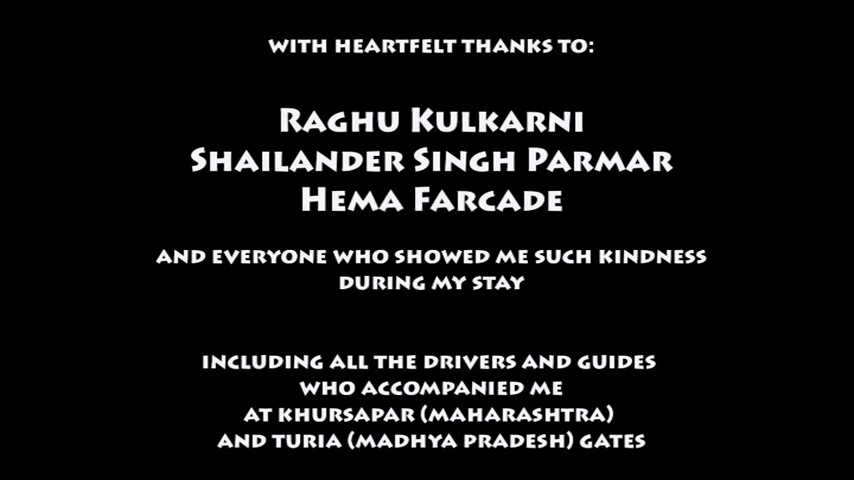 WITH HEARTFELT THANKS TO:
RAGHU KULKARNI
SHAILANDER SINGH PARMAR
HEMA FARCADE
AND EVERYONE WHO SHOWED ME SUCH KINDNESS
DURING MY STAY
INCLUDING ALL THE DRIVERS AND GUIDES
WHO ACCOMPANIED ME
AT KHURSAPAR (MAHARASHTRA)
AND TURIA (MADHYA PRADESH) GATES